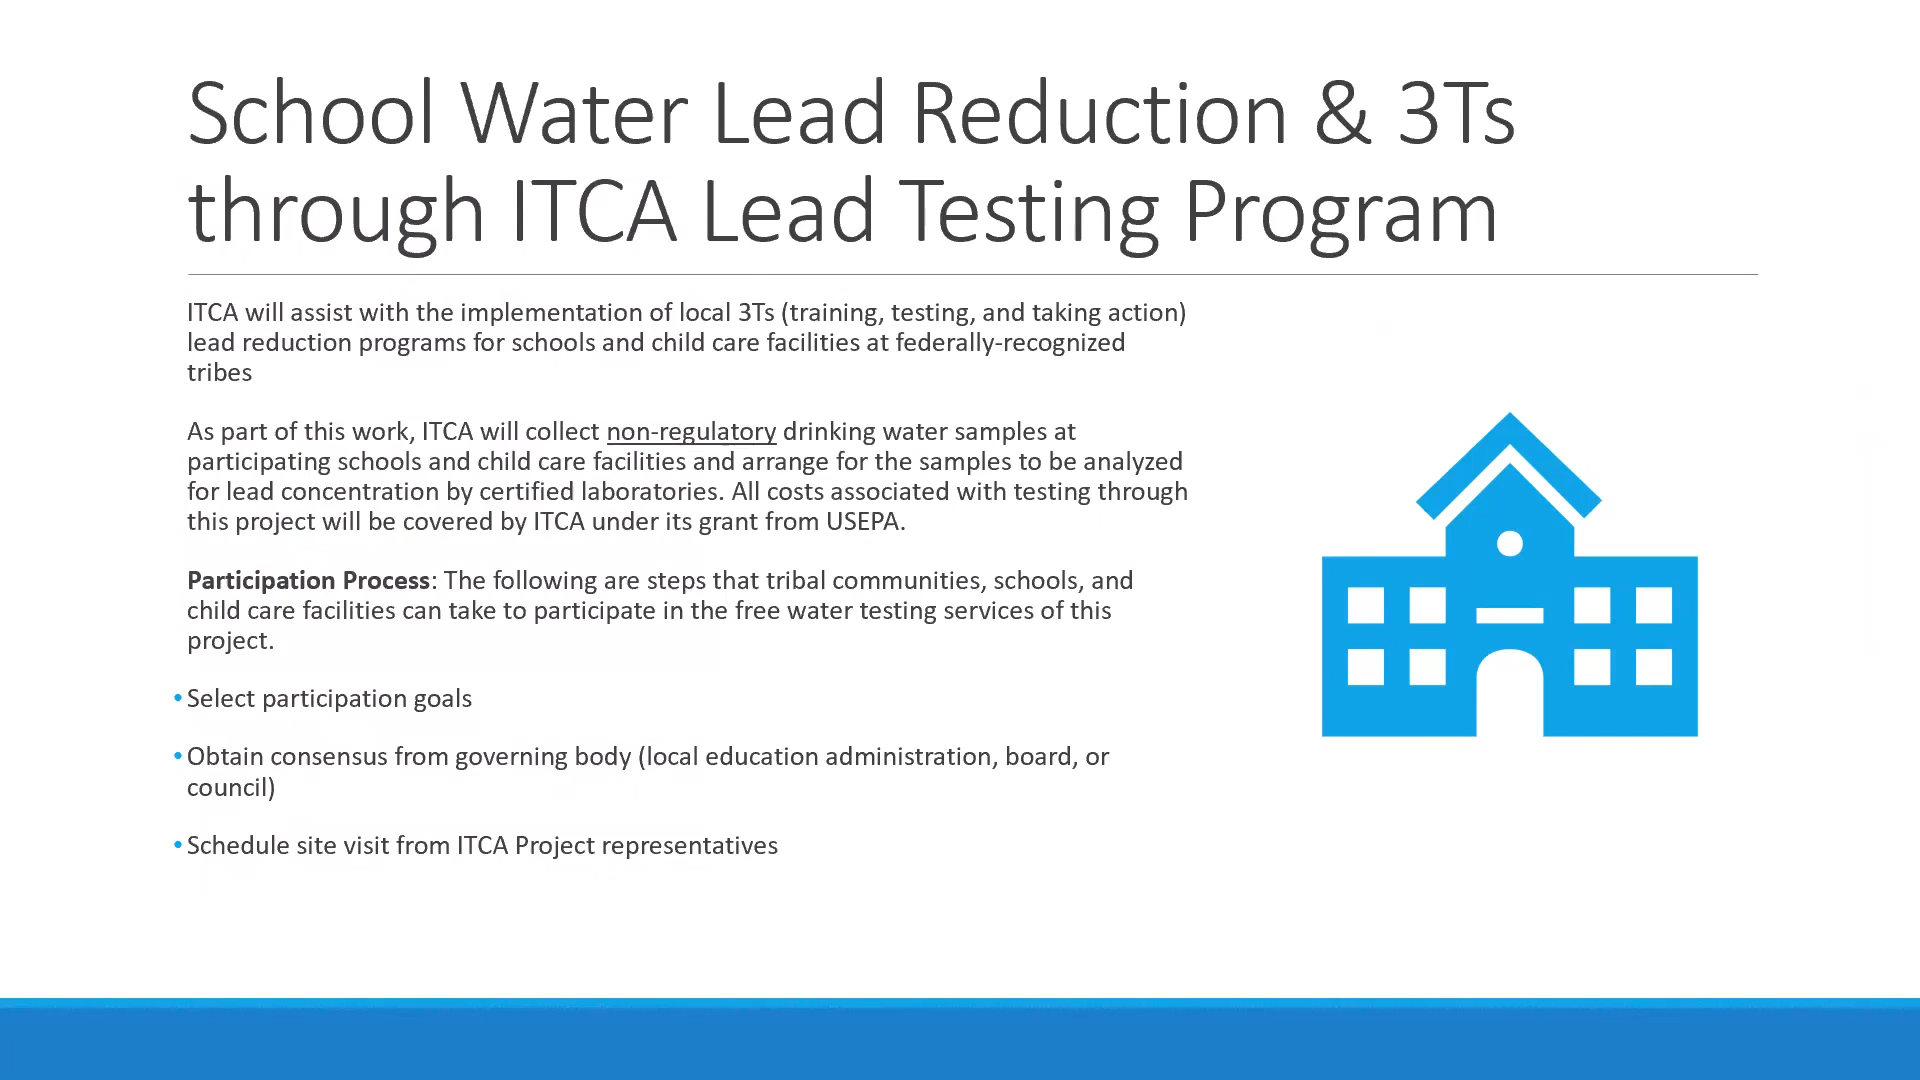 School Water Lead Reduction & 3Ts
through ITCA Lead Testing Program
ITCA will assist with the implementation of local 3Ts (training, testing, and taking action)
lead reduction programs for schools and child care facilities at federally-recognized
tribes
As part of this work, ITCA will collect non-regulatory drinking water samples at
participating schools and child care facilities and arrange for the samples to be analyzed
for lead concentration by certified laboratories. All costs associated with testing through
this project will be covered by ITCA under its grant from USEPA.
Participation Process: The following are steps that tribal communities, schools, and
child care facilities can take to participate in the free water testing services of this
project.
• Select participation goals
• Obtain consensus from governing body (local education administration, board, or
council)
• Schedule site visit from ITCA Project representatives